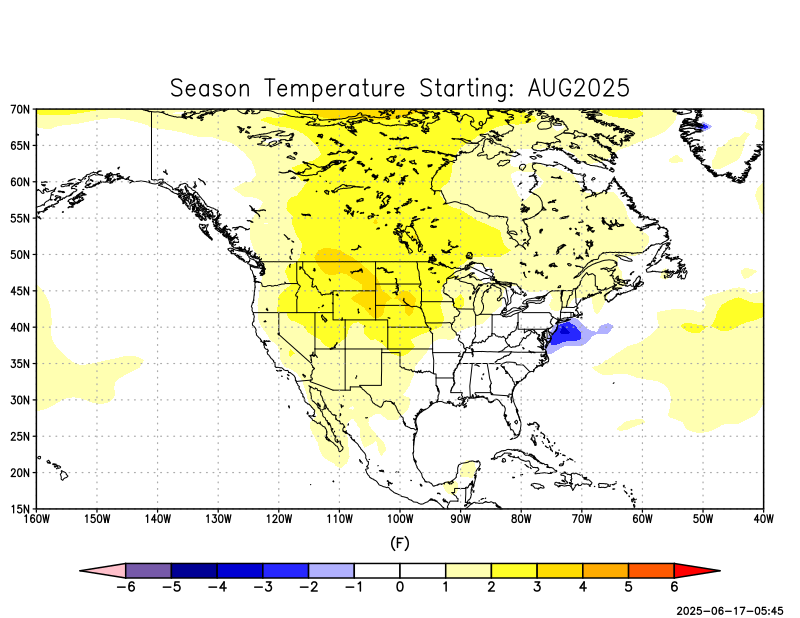 Season Temperature Starting: AUG2025
70N
65N
60N
55N
50N
45N
40N
35N
30N
25N
20N
15N
160W 150W 140W 130W 120W 110W 100W 90W 80W 70W 60W 50W 40W
(F)
−6 −5 −4 −3 −2 −1 0 1 2 3 4 5 6
2025-06-17-05:45